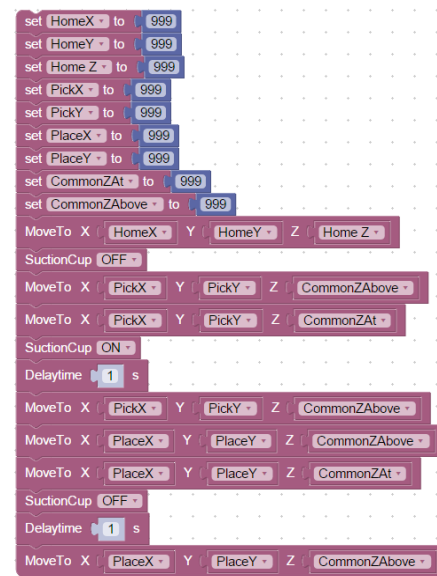 set HomeX to 999
set HomeY to 999
set Home Z to 999
set PickX to 999
set PickY to 999
set PlaceX to 999
set PlaceY to 999
set CommonZAt to 999
set CommonZAbove to 999
MoveTo X HomeX Y HomeY Z Home Z
SuctionCup OFF
MoveTo X PickX Y PickY Z CommonZAbove
MoveTo X PickX Y PickY Z CommonZAt
SuctionCup ON
Delaytime 1 s
MoveTo X PickX Y PickY Z CommonZAbove
MoveTo X PlaceX Y PlaceY Z CommonZAbove
MoveTo X PlaceX Y PlaceY Z CommonZAt
SuctionCup OFF
Delaytime 1 s
MoveTo X PlaceX Y PlaceY Z CommonZAbove